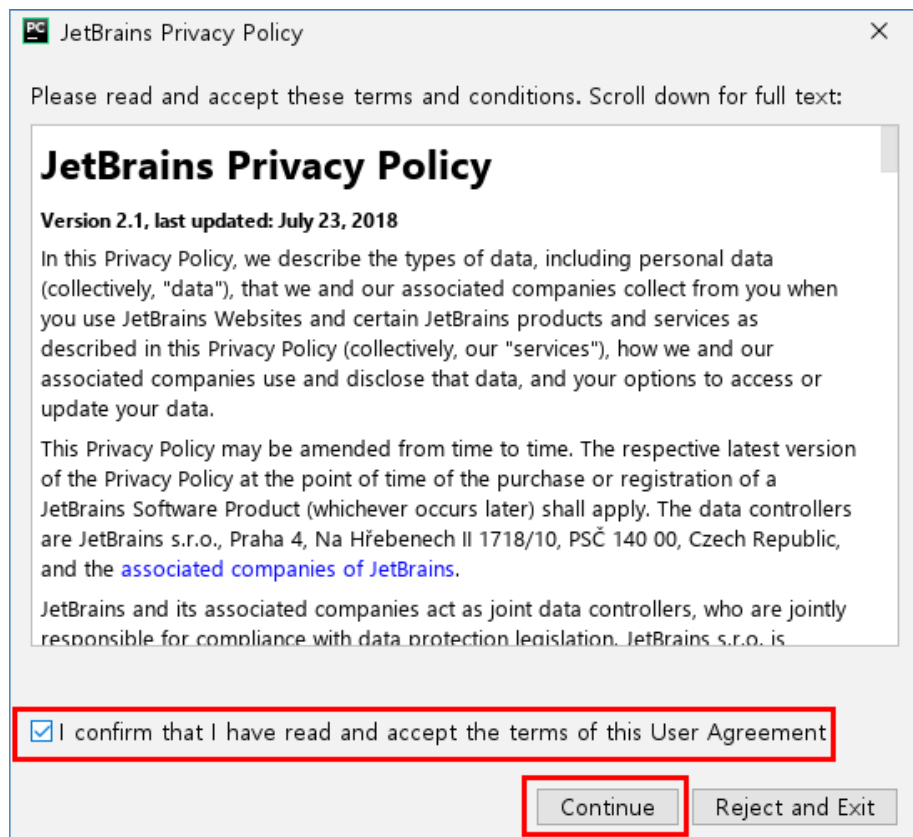 PC JetBrains Privacy Policy
Please read and accept these terms and conditions. Scroll down for full text:
JetBrains Privacy Policy
Version 2.1, last updated: July 23, 2018
In this Privacy Policy, we describe the types of data, including personal data
(collectively, "data"), that we and our associated companies collect from you when
you use JetBrains Websites and certain JetBrains products and services as
described in this Privacy Policy (collectively, our "services"), how we and our
associated companies use and disclose that data, and your options to access or
update your data.
This Privacy Policy may be amended from time to time. The respective latest version
of the Privacy Policy at the point of time of the purchase or registration of a
JetBrains Software Product (whichever occurs later) shall apply. The data controllers
are JetBrains s.r.o., Praha 4, Na Hřebenech II 1718/10, PSČ 140 00, Czech Republic,
and the associated companies of JetBrains.
JetBrains and its associated companies act as joint data controllers, who are jointly
responsible for compliance with data protection legislation. JetBrains s.r.o. is
I confirm that I have read and accept the terms of this User Agreement
Continue Reject and Exit